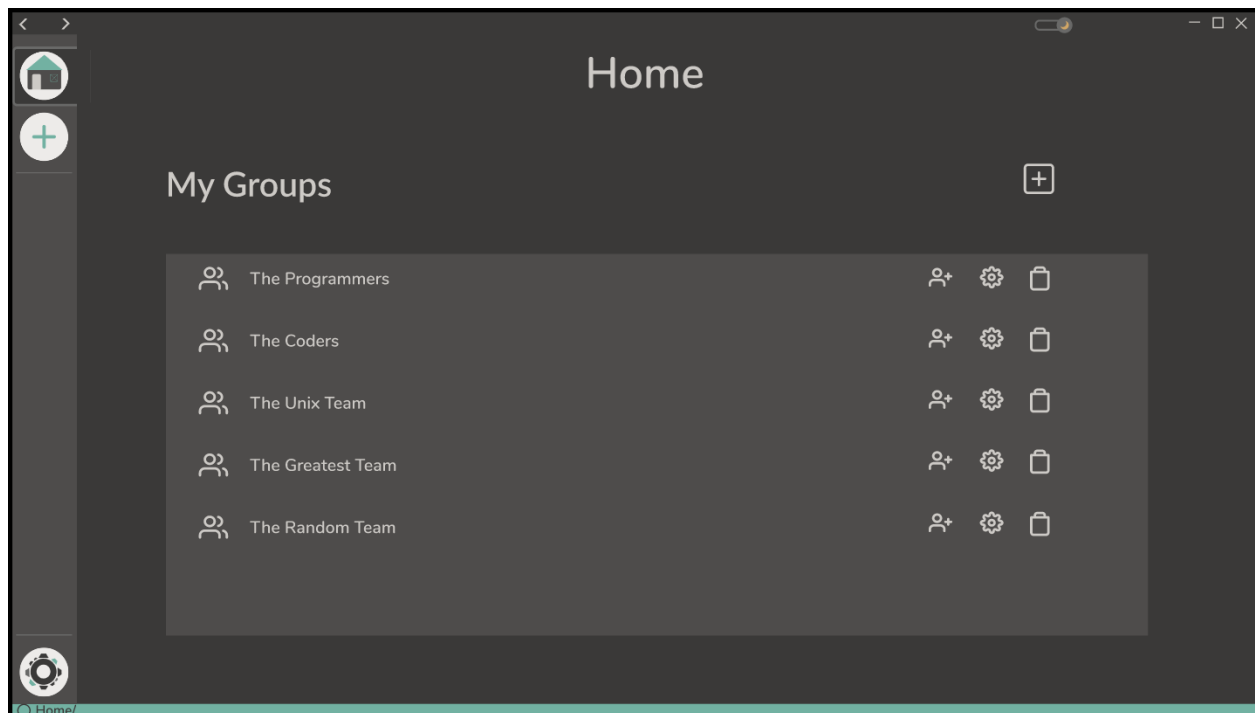 Home
My Groups
The Programmers
The Coders
The Unix Team
The Greatest Team
The Random Team
Home/